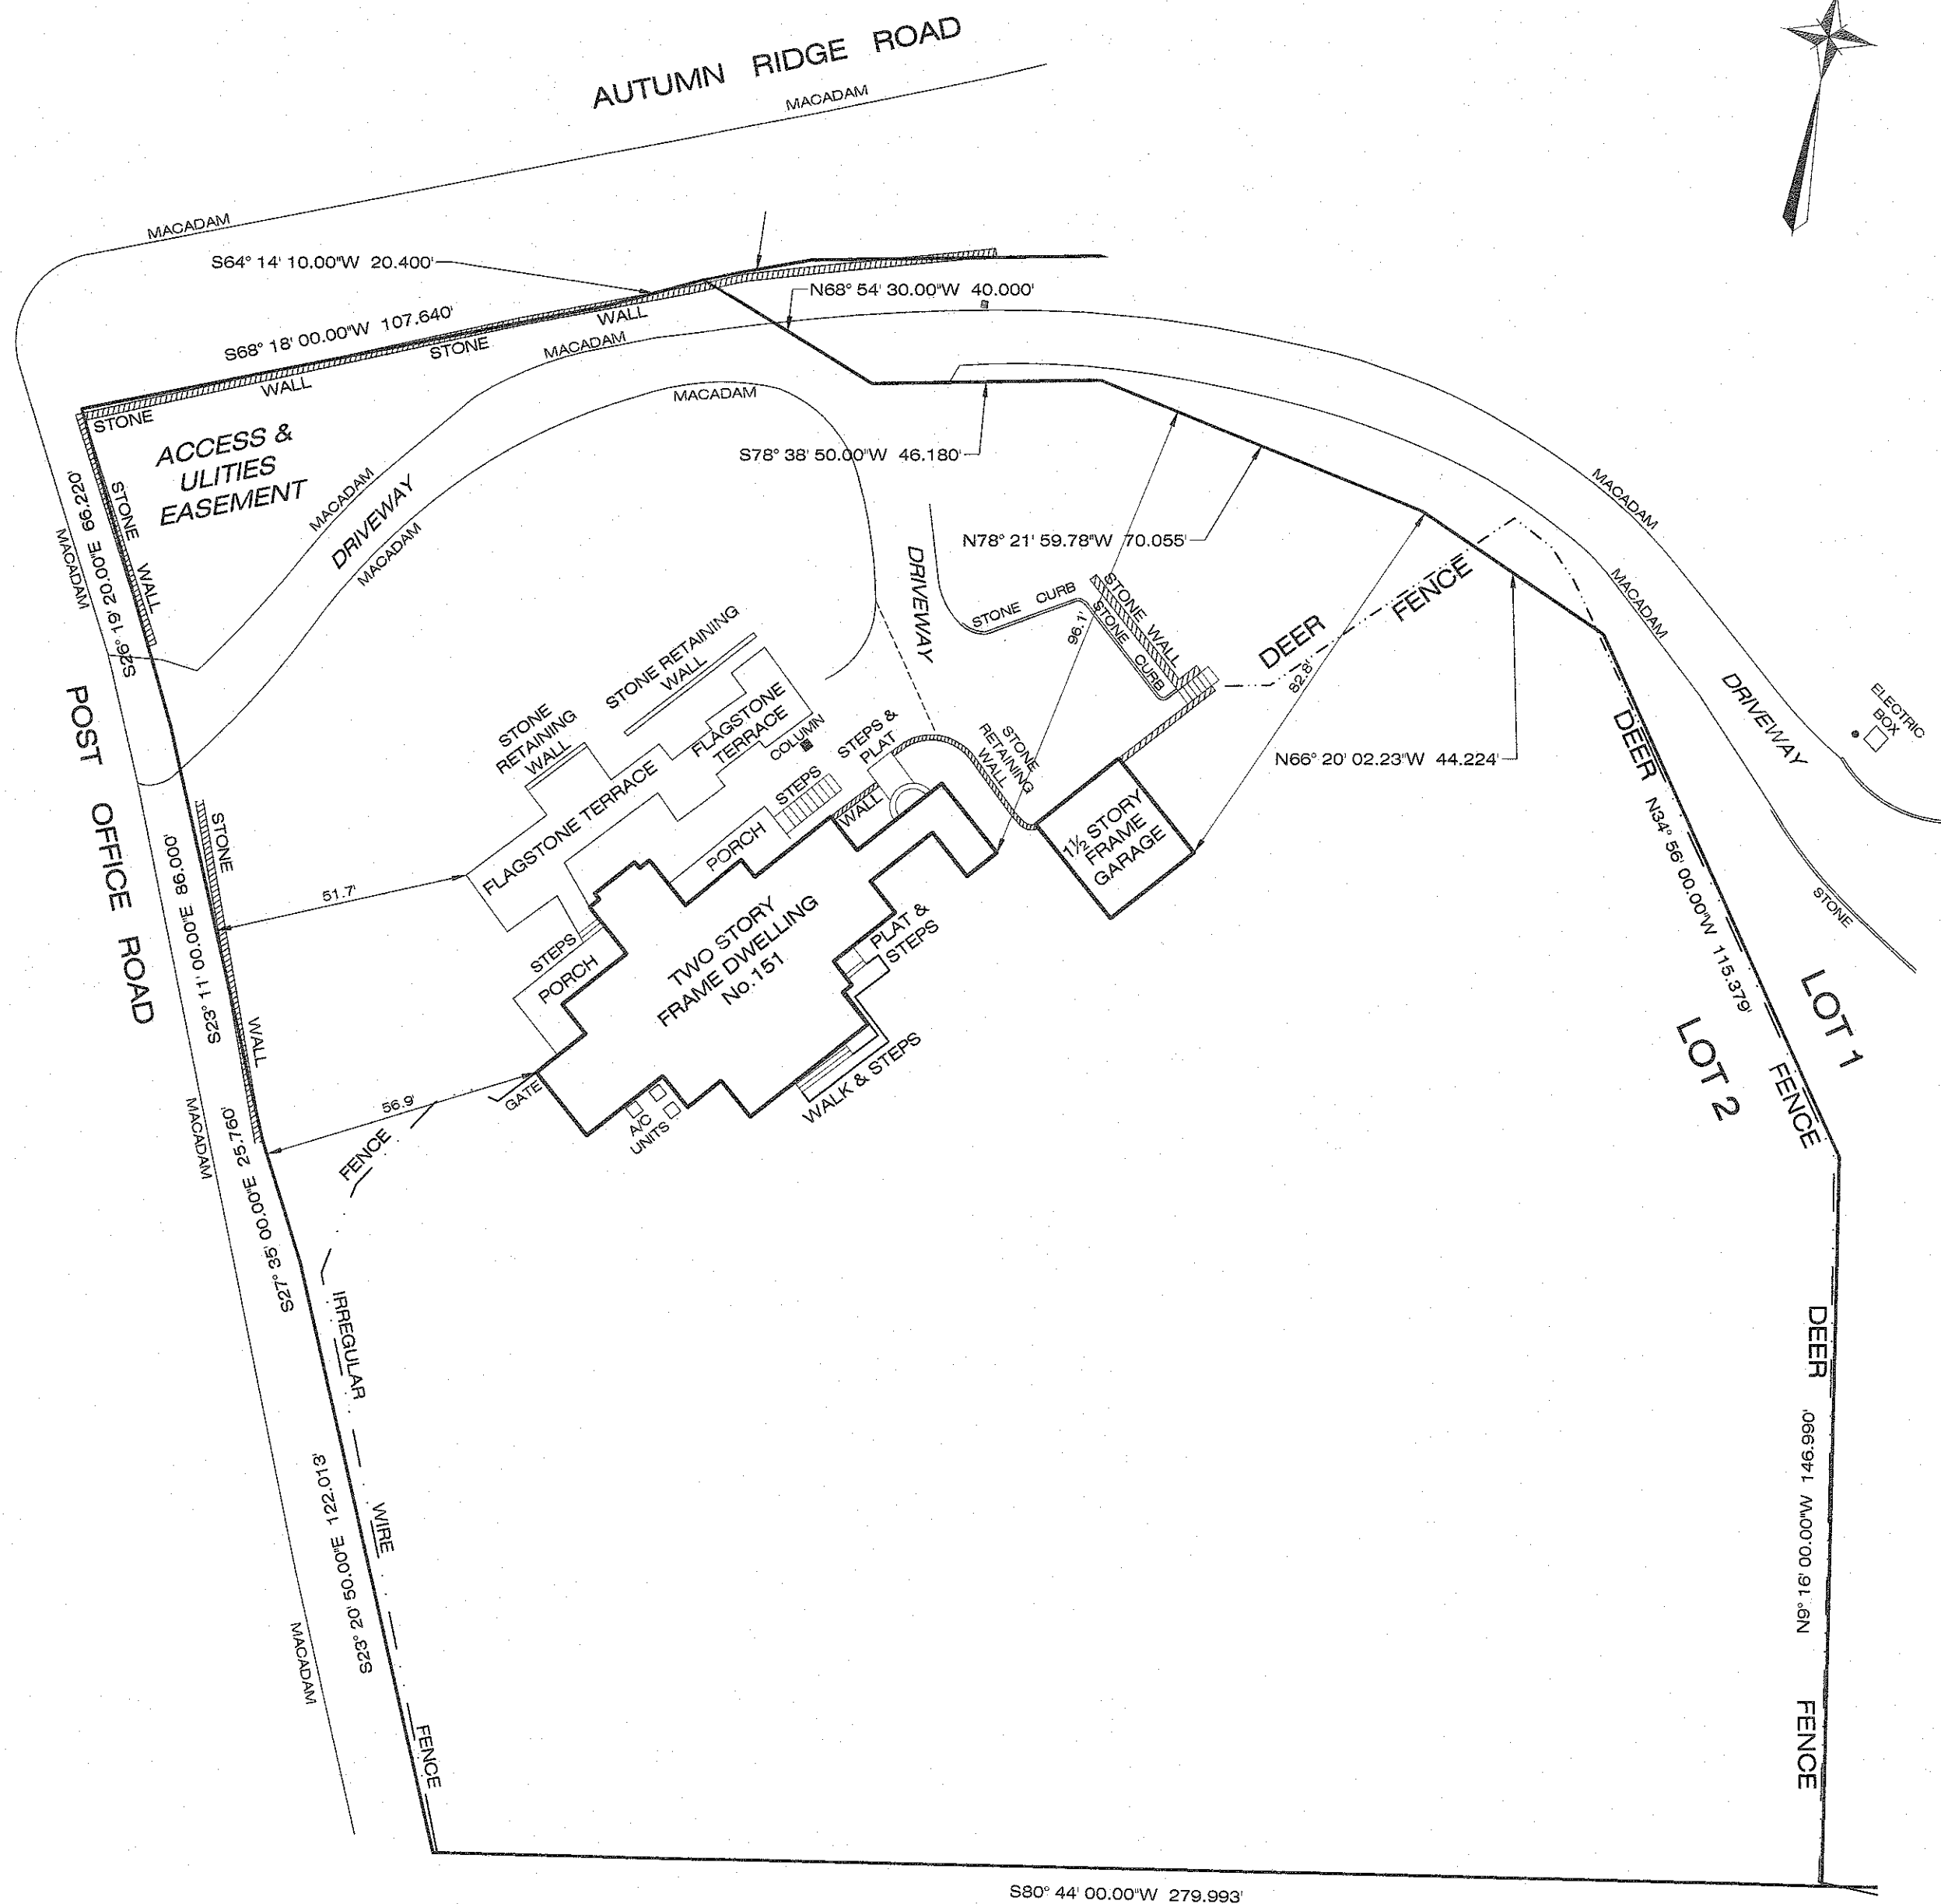 AUTUMN RIDGE ROAD
MACADAM
MACADAM
S64° 14' 10.00"W 20.400'
N68° 54' 30.00"W 40.000'
S68° 18' 00.00"W 107.640'
WALL
STONE
MACADAM
WALL
STONE
MACADAM
ACCESS &
ULITIES
EASEMENT
S78° 38' 50.00"W 46.180'
STONE
WALL
S26° 19' 20.00"E 66.220'
MACADAM
MACADAM
DRIVEWAY
MACADAM
MACADAM
N78° 21' 59.78"W 70.055'
DRIVEWAY
STONE CURB
STONE WALL
STONE CURB
96.1'
DEER FENCE
82.8'
MACADAM
DRIVEWAY
ELECTRIC
BOX
N66° 20' 02.23"W 44.224'
POST OFFICE ROAD
STONE RETAINING
WALL
STONE
RETAINING
WALL
FLAGSTONE
TERRACE
COLUMN
STEPS &
PLAT
STONE
RETAINING
WALL
FLAGSTONE TERRACE
STEPS
WALL
PORCH
1½ STORY
FRAME
GARAGE
STONE
WALL
S23° 11' 00.00"E 86.000'
51.7'
STEPS
PORCH
TWO STORY
FRAME DWELLING
No.151
PLAT &
STEPS
WALK & STEPS
GATE
A/C
UNITS
56.9'
FENCE
DEER FENCE
N34° 56' 00.00"W 115.379'
STONE
LOT 1
LOT 2
MACADAM
S27° 35' 00.00"E 25.760'
IRREGULAR WIRE FENCE
S23° 20' 50.00"E 122.013'
MACADAM
DEER FENCE
N9° 16' 00.00"W 146.990'
S80° 44' 00.00"W 279.993'